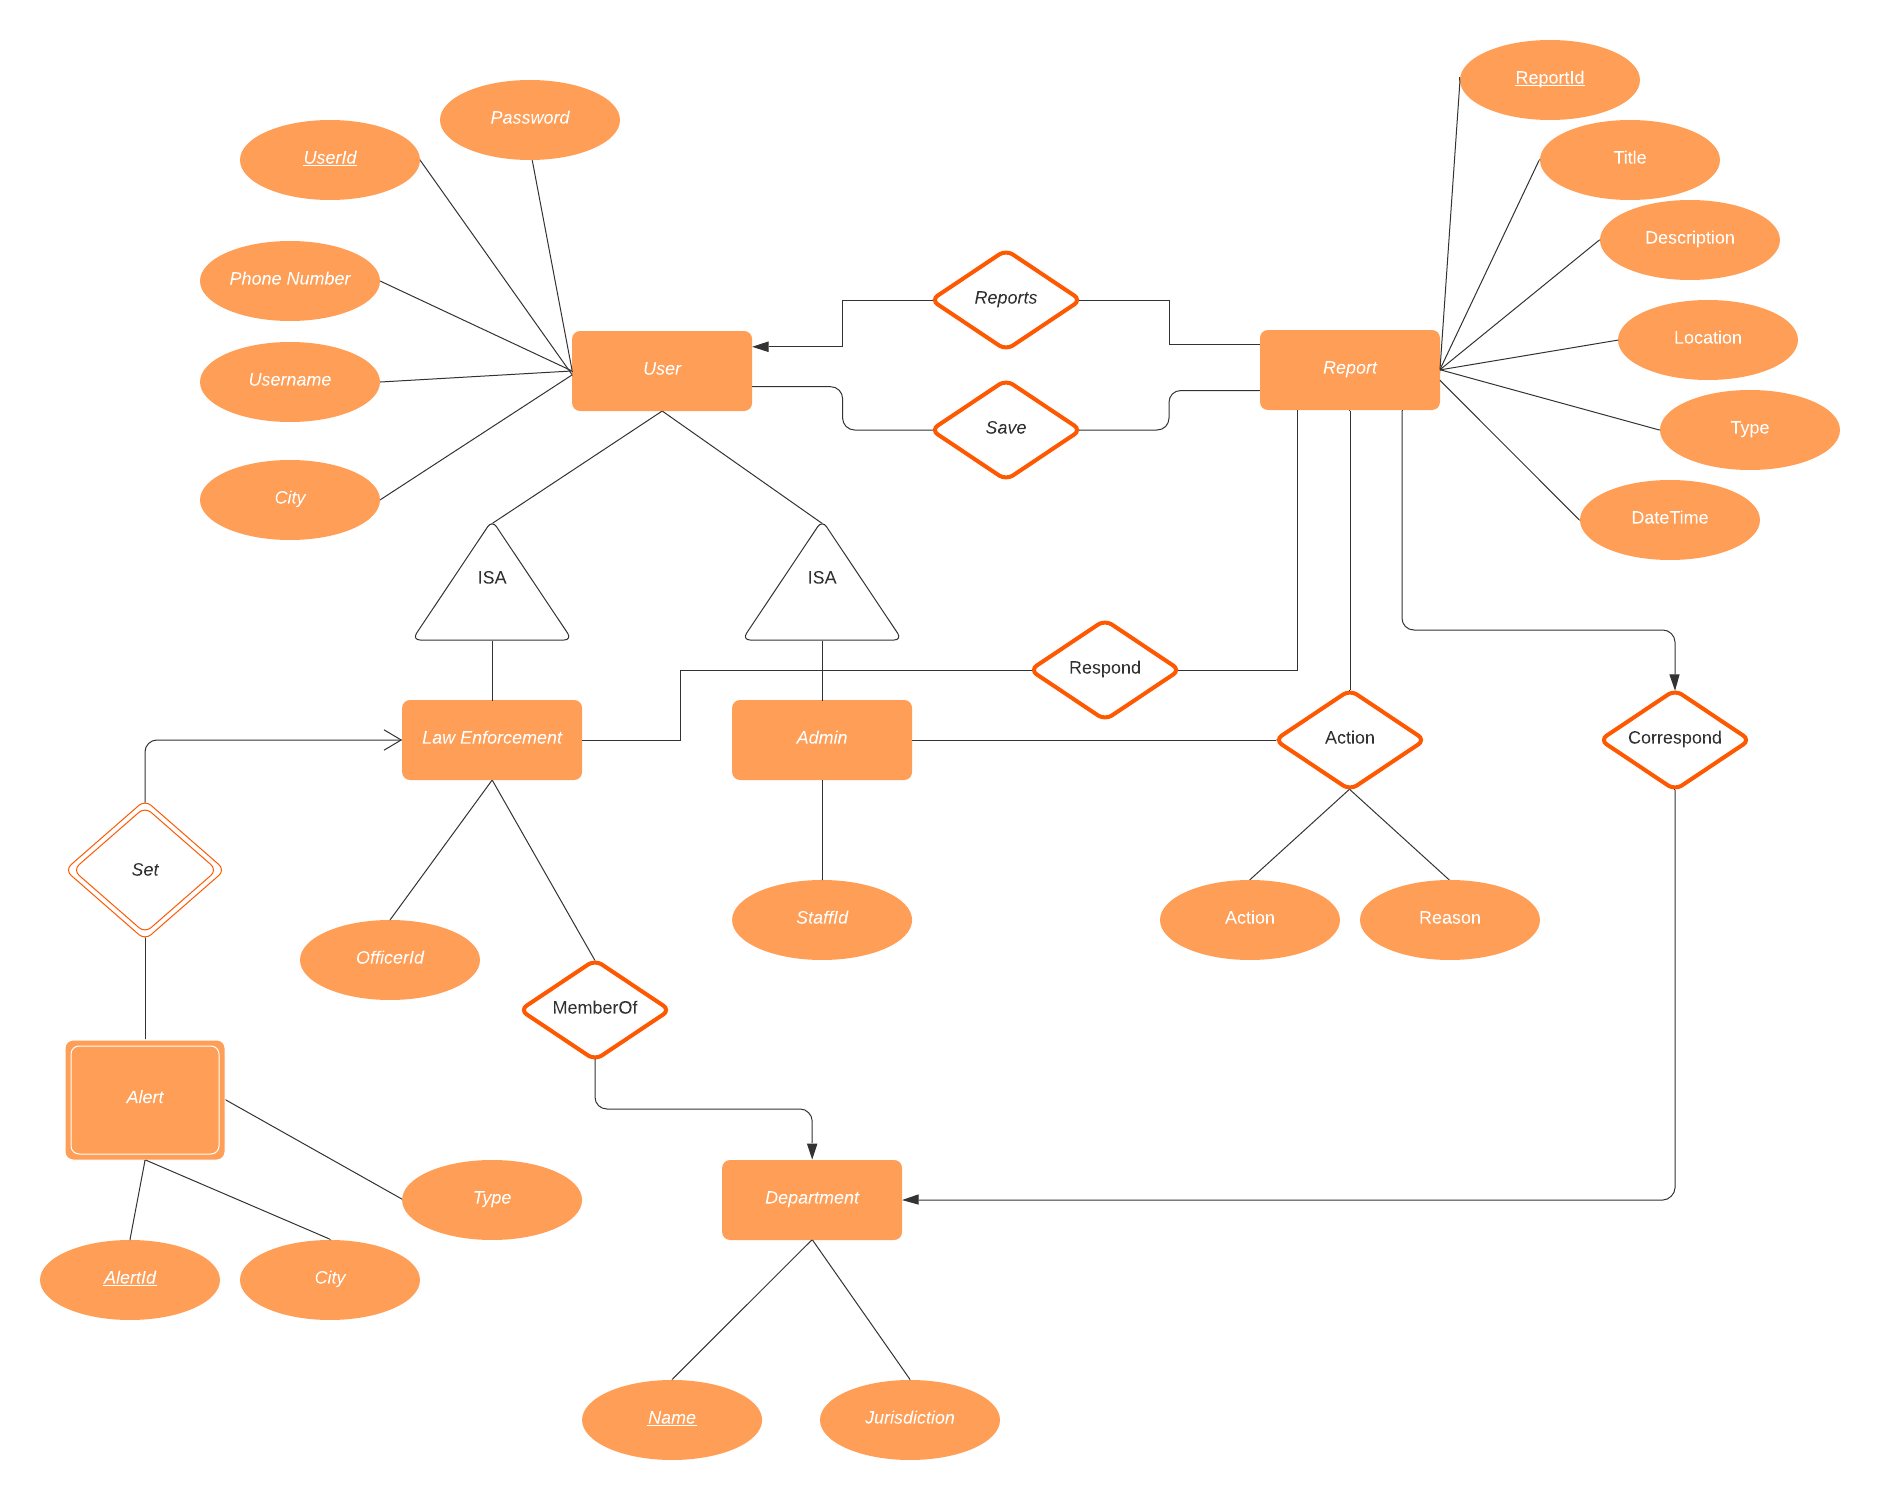 ReportId
Password
UserId
Title
Description
Phone Number
Reports
Location
User
Report
Username
Save
Type
City
DateTime
ISA
ISA
Respond
Law Enforcement
Admin
Action
Correspond
Set
StaffId
Action
Reason
OfficerId
MemberOf
Alert
Type
Department
AlertId
City
Name
Jurisdiction